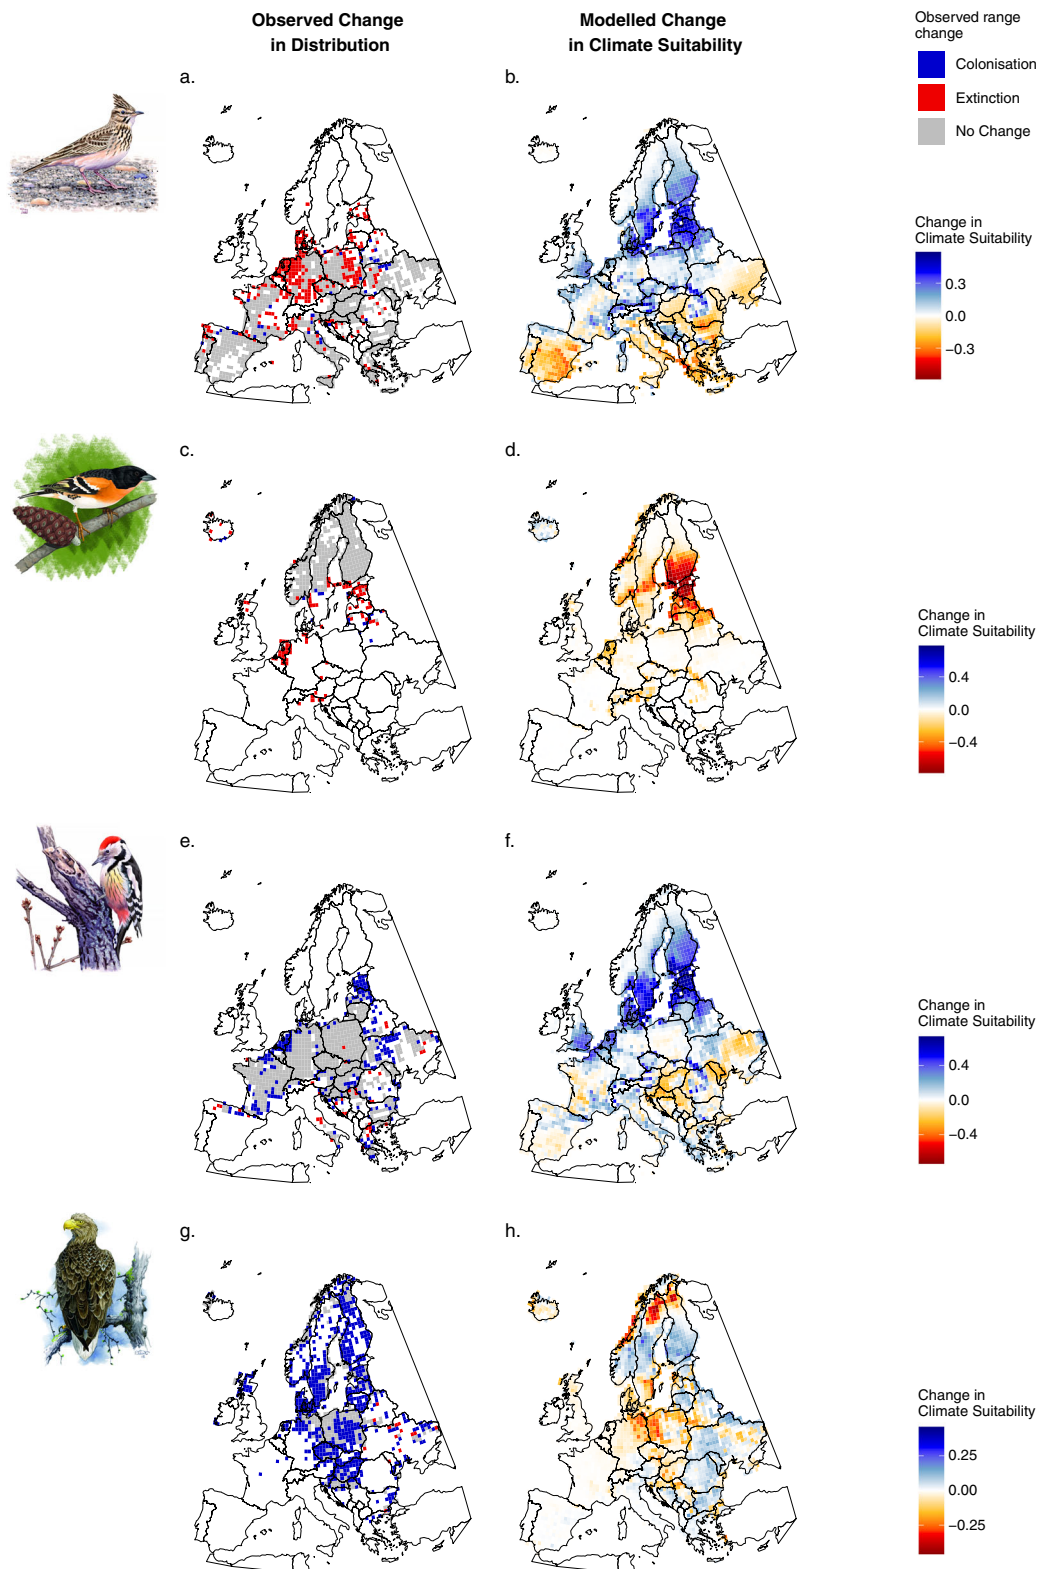 Observed Change
in Distribution
Modelled Change
in Climate Suitability
Observed range
change
Colonisation
Extinction
No Change
a.
b.
Change in
Climate Suitability
0.3
0.0
−0.3
c.
d.
Change in
Climate Suitability
0.4
0.0
−0.4
e.
f.
Change in
Climate Suitability
0.4
0.0
−0.4
g.
h.
Change in
Climate Suitability
0.25
0.00
−0.25